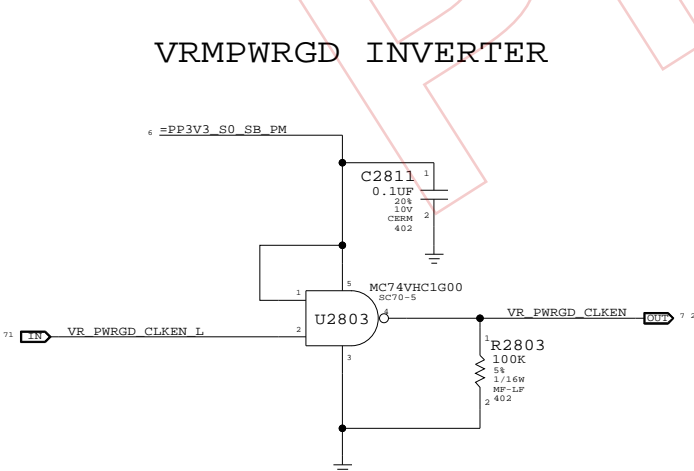 VRMPWRGD INVERTER
6 =PP3V3_S0_SB_PM
C2811 1
0.1UF
20%
10V
CERM 2
402
5 MC74VHC1G00
SC70-5
1
U2803 4
VR_PWRGD_CLKEN OUT 7 2
71 IN VR_PWRGD_CLKEN_L 2
3
1 R2803
100K
5%
1/16W
MF-LF
2 402